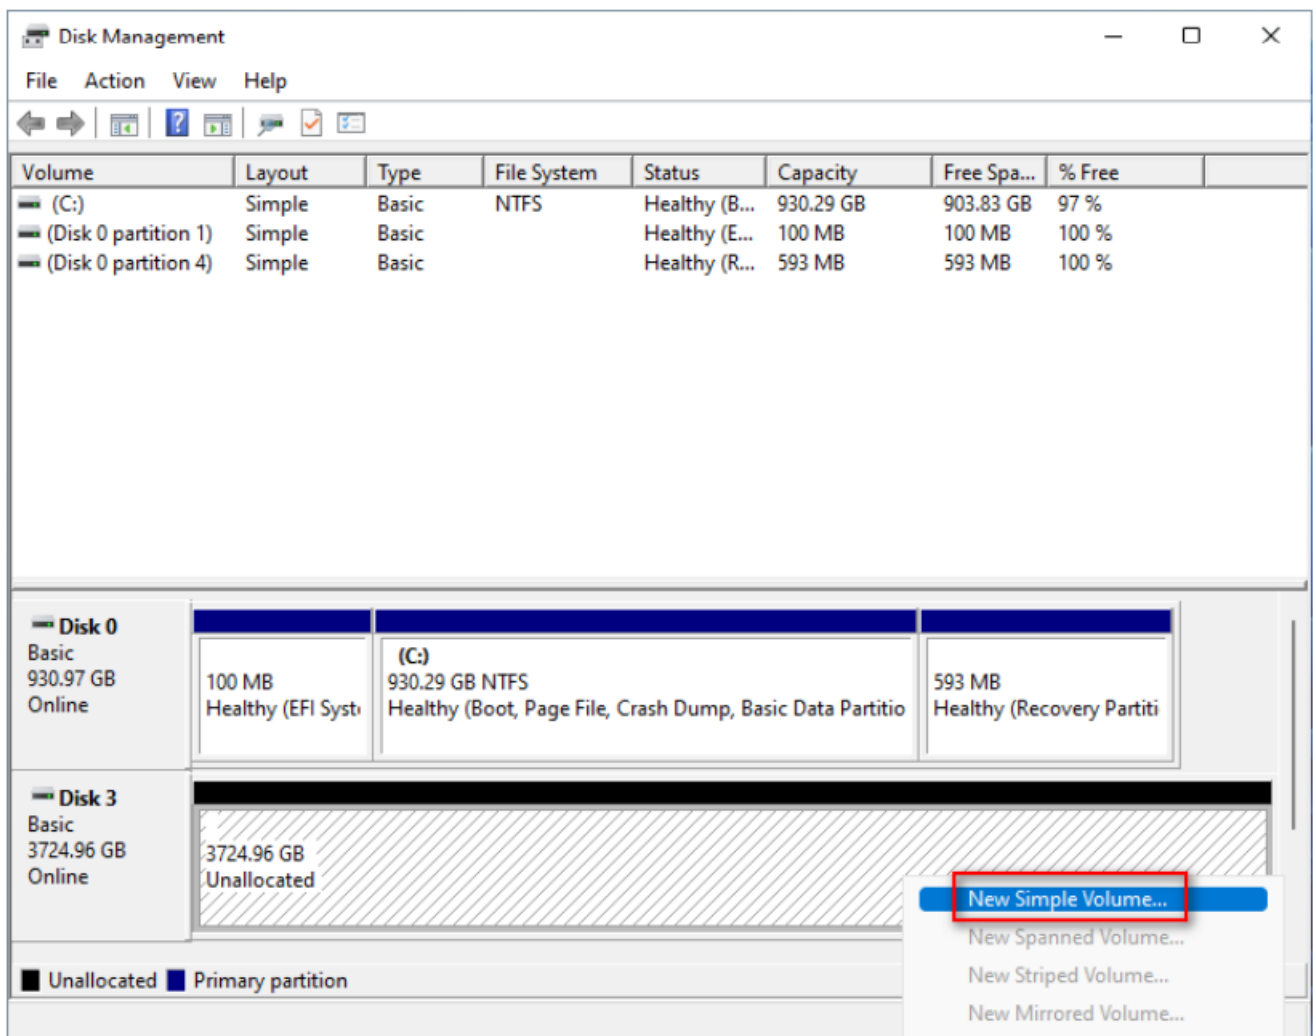 Disk Management
File Action View Help
Volume Layout Type File System Status Capacity Free Spa... % Free
(C:) Simple Basic NTFS Healthy (B... 930.29 GB 903.83 GB 97 %
(Disk 0 partition 1) Simple Basic Healthy (E... 100 MB 100 MB 100 %
(Disk 0 partition 4) Simple Basic Healthy (R... 593 MB 593 MB 100 %
Disk 0
Basic
930.97 GB
Online
100 MB
Healthy (EFI Syst
(C:)
930.29 GB NTFS
Healthy (Boot, Page File, Crash Dump, Basic Data Partitio
593 MB
Healthy (Recovery Partiti
Disk 3
Basic
3724.96 GB
Online
3724.96 GB
Unallocated
New Simple Volume...
New Spanned Volume...
New Striped Volume...
New Mirrored Volume...
Unallocated Primary partition